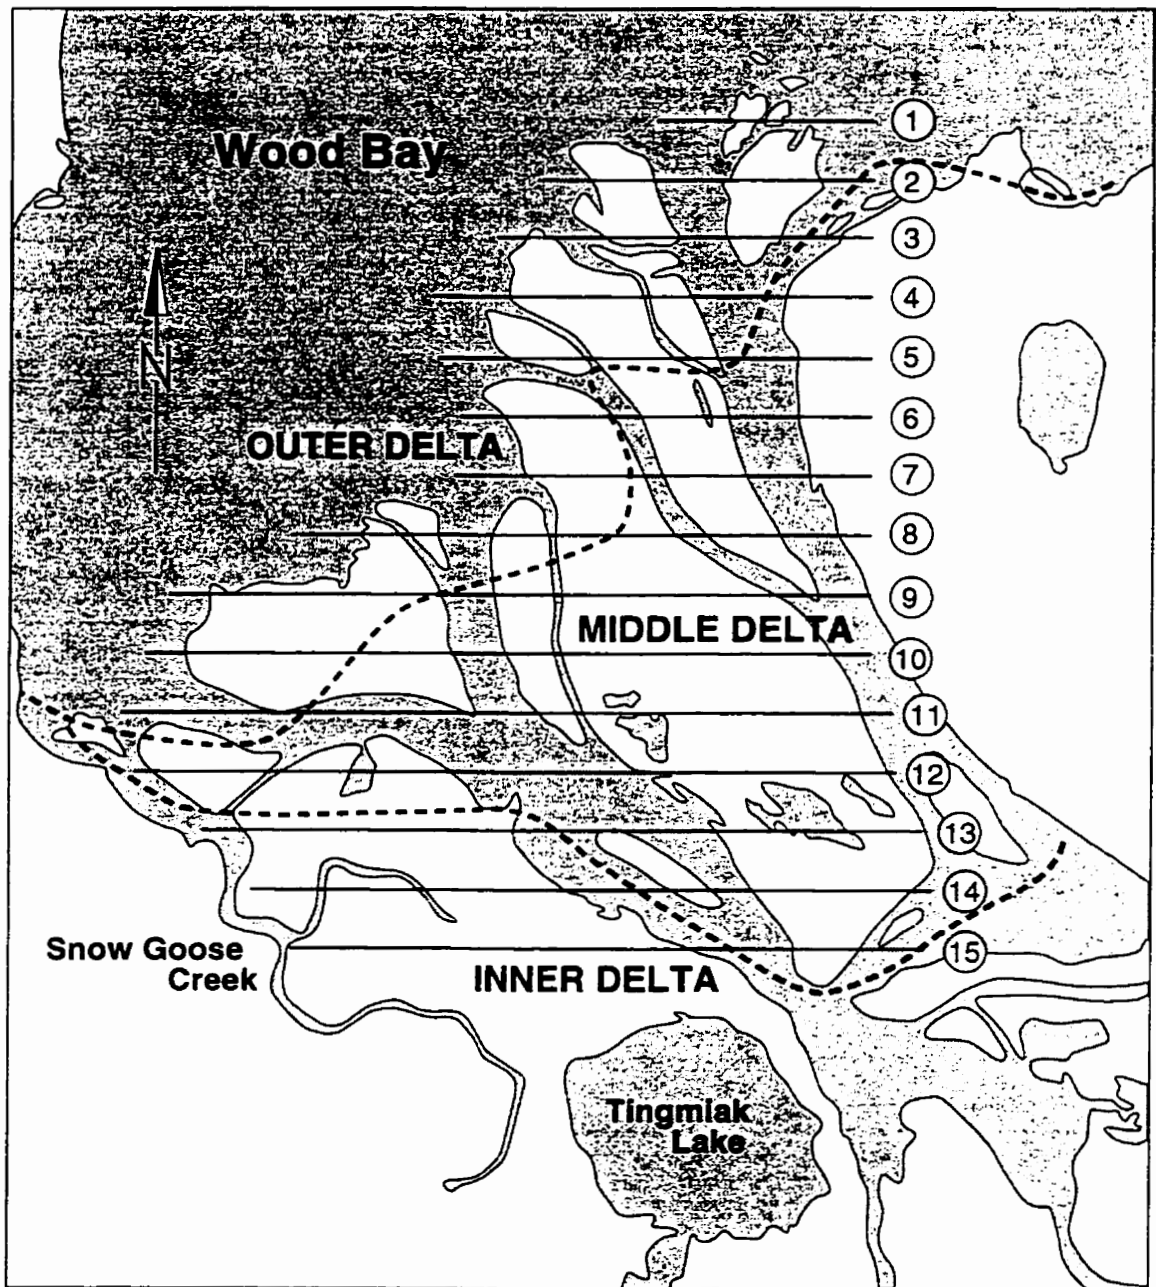 1
Wood Bay
2
3
4
N
5
6
OUTER DELTA
7
8
9
MIDDLE DELTA
10
11
12
13
14
Snow Goose
Creek
15
INNER DELTA
Tingmiak
Lake